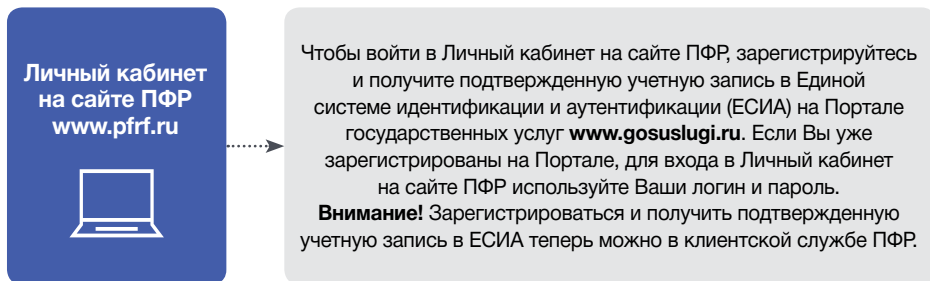 Личный кабинет
на сайте ПФР
www.pfrf.ru
Чтобы войти в Личный кабинет на сайте ПФР, зарегистрируйтесь
и получите подтвержденную учетную запись в Единой
системе идентификации и аутентификации (ЕСИА) на Портале
государственных услуг www.gosuslugi.ru. Если Вы уже
зарегистрированы на Портале, для входа в Личный кабинет
на сайте ПФР используйте Ваши логин и пароль.
Внимание! Зарегистрироваться и получить подтвержденную
учетную запись в ЕСИА теперь можно в клиентской службе ПФР.